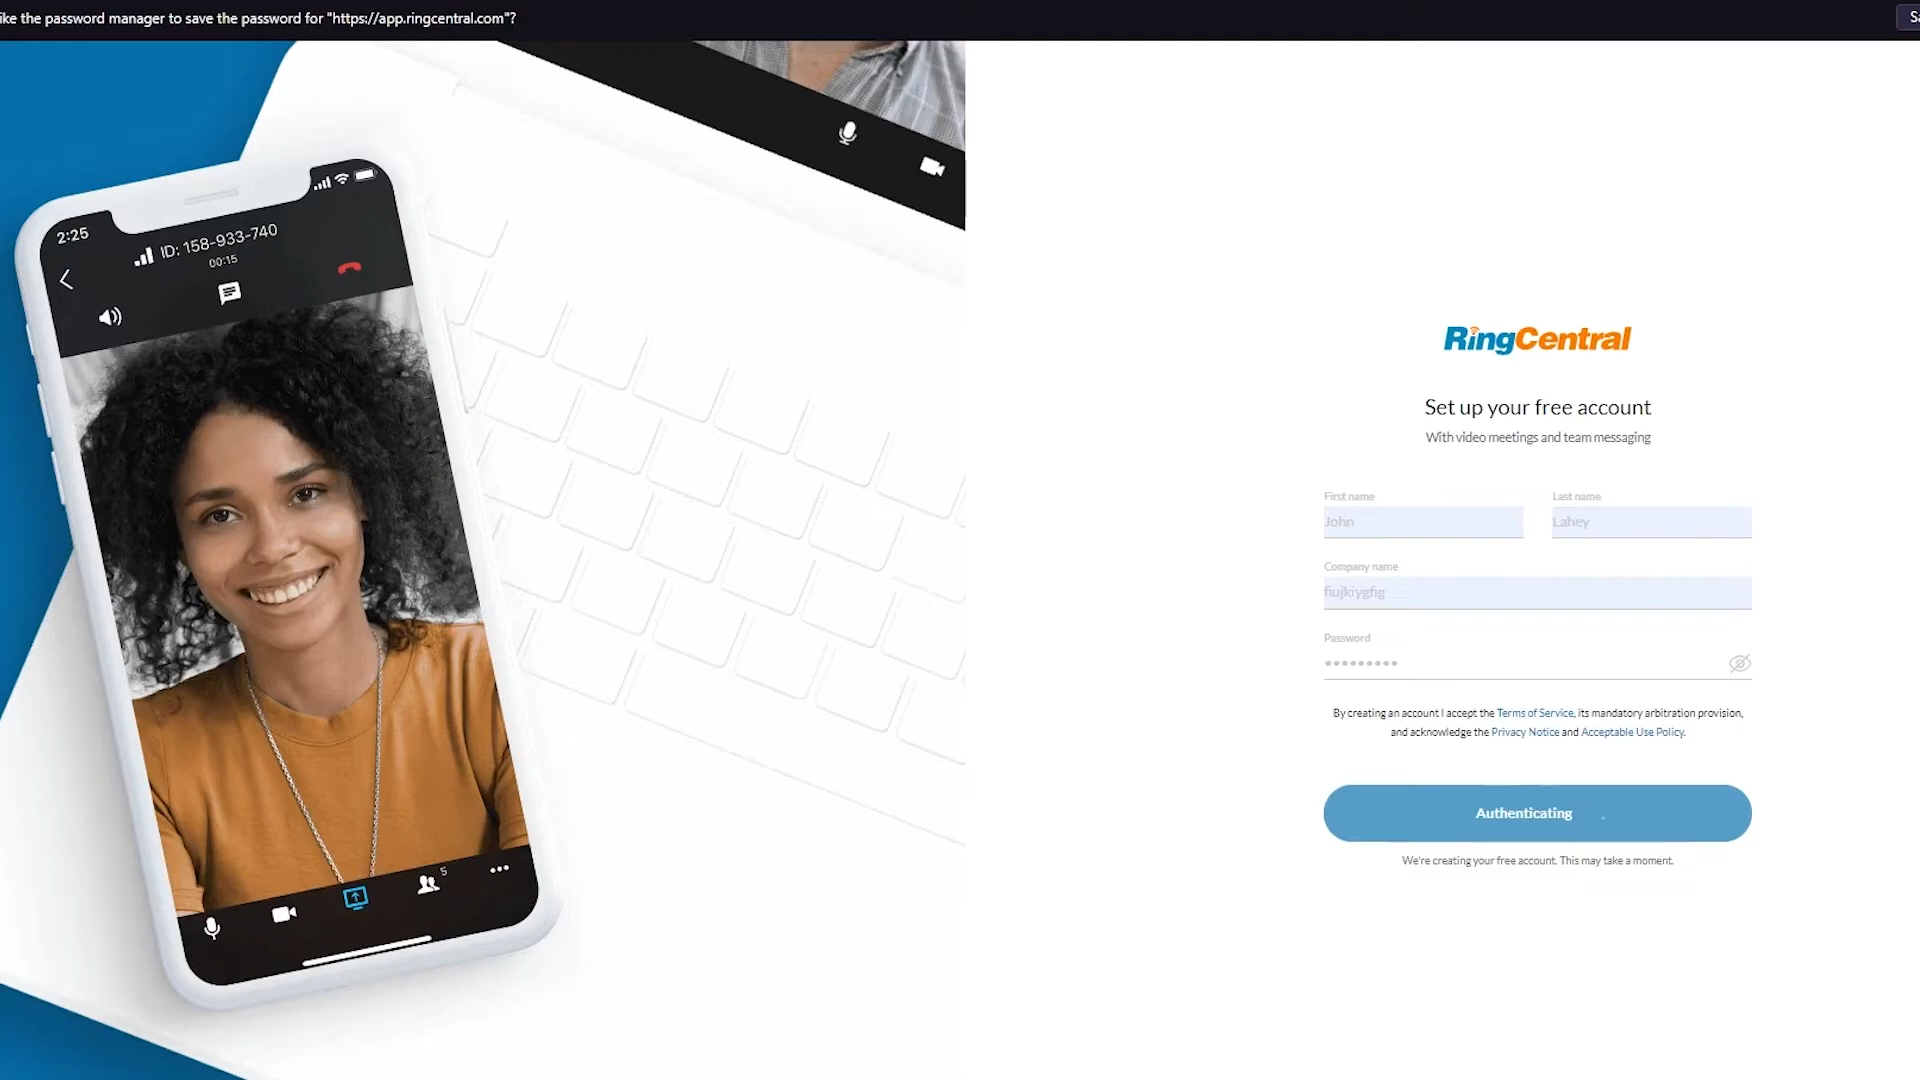 ike the password manager to save the password for "https://app.ringcentral.com"?
2:25
ID: 158-933-740
00:15
5
RingCentral
Set up your free account
With video meetings and team messaging
First name
Last name
John
Lahey
Company name
fiujkiygfig
Password
By creating an account I accept the Terms of Service, its mandatory arbitration provision,
and acknowledge the Privacy Notice and Acceptable Use Policy.
Authenticating
We're creating your free account. This may take a moment.